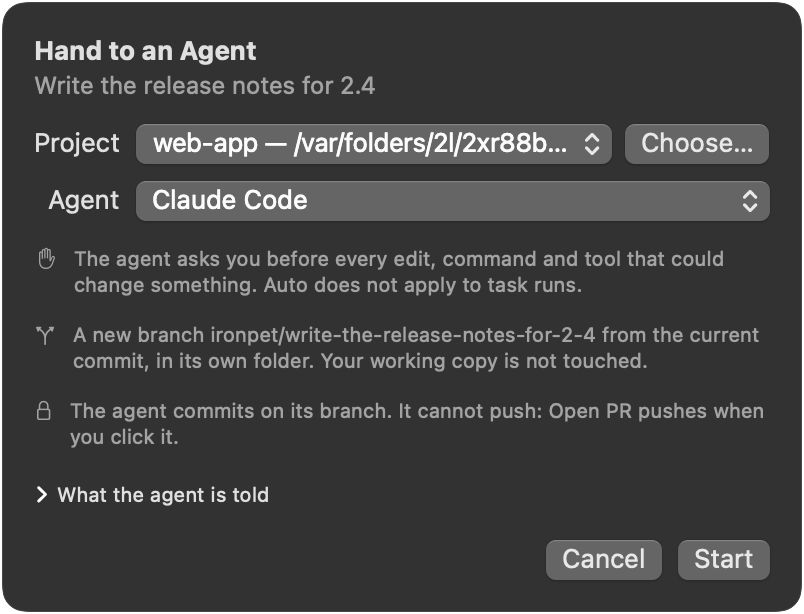 Hand to an Agent
Write the release notes for 2.4
Project web-app — /var/folders/2l/2xr88b... Choose...
Agent Claude Code
The agent asks you before every edit, command and tool that could
change something. Auto does not apply to task runs.
A new branch ironpet/write-the-release-notes-for-2-4 from the current
commit, in its own folder. Your working copy is not touched.
The agent commits on its branch. It cannot push: Open PR pushes when
you click it.
What the agent is told
Cancel Start